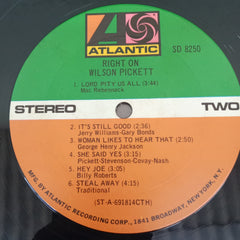 ATLANTIC
SD 8250
RIGHT ON
WILSON PICKETT
1. LORD PITY US ALL (3:44)
Mac Rebennack
STEREO
TWO
2. IT'S STILL GOOD (2:36)
Jerry Williams-Gary Bonds
3. WOMAN LIKES TO HEAR THAT (2:50)
George Henry Jackson
4. SHE SAID YES (3:15)
Pickett-Stevenson-Covay-Nash
5. HEY JOE (3:01)
Billy Roberts
6. STEAL AWAY (4:15)
Traditional
(ST-A-691814CTH)
MFG. BY ATLANTIC RECORDING CORP., 1841 BROADWAY, NEW YORK, N.Y.